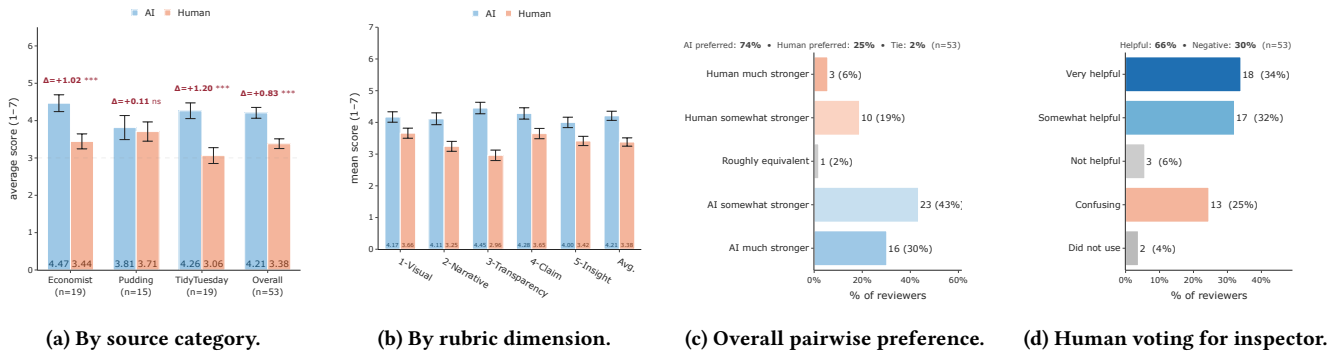 AI Human
average score (1–7)
6
5
4
3
2
1
0
Δ=+1.02 ***
Δ=+0.11 ns
Δ=+1.20 ***
Δ=+0.83 ***
4.47 3.44 3.81 3.71 4.26 3.06 4.21 3.38
Economist Pudding TidyTuesday Overall
(n=19) (n=15) (n=19) (n=53)
(a) By source category.
AI Human
mean score (1–7)
7
6
5
4
3
2
1
0
4.17 3.66 4.11 3.25 4.45 2.96 4.28 3.65 4.00 3.42 4.21 3.38
1-Visual
2-Narrative
3-Transparency
4-Claim
5-Insight
Avg.
(b) By rubric dimension.
AI preferred: 74% • Human preferred: 25% • Tie: 2% (n=53)
Human much stronger 3 (6%)
Human somewhat stronger 10 (19%)
Roughly equivalent 1 (2%)
AI somewhat stronger 23 (43%)
AI much stronger 16 (30%)
0% 20% 40% 60%
% of reviewers
(c) Overall pairwise preference.
Helpful: 66% • Negative: 30% (n=53)
Very helpful 18 (34%)
Somewhat helpful 17 (32%)
Not helpful 3 (6%)
Confusing 13 (25%)
Did not use 2 (4%)
0% 10% 20% 30% 40%
% of reviewers
(d) Human voting for inspector.